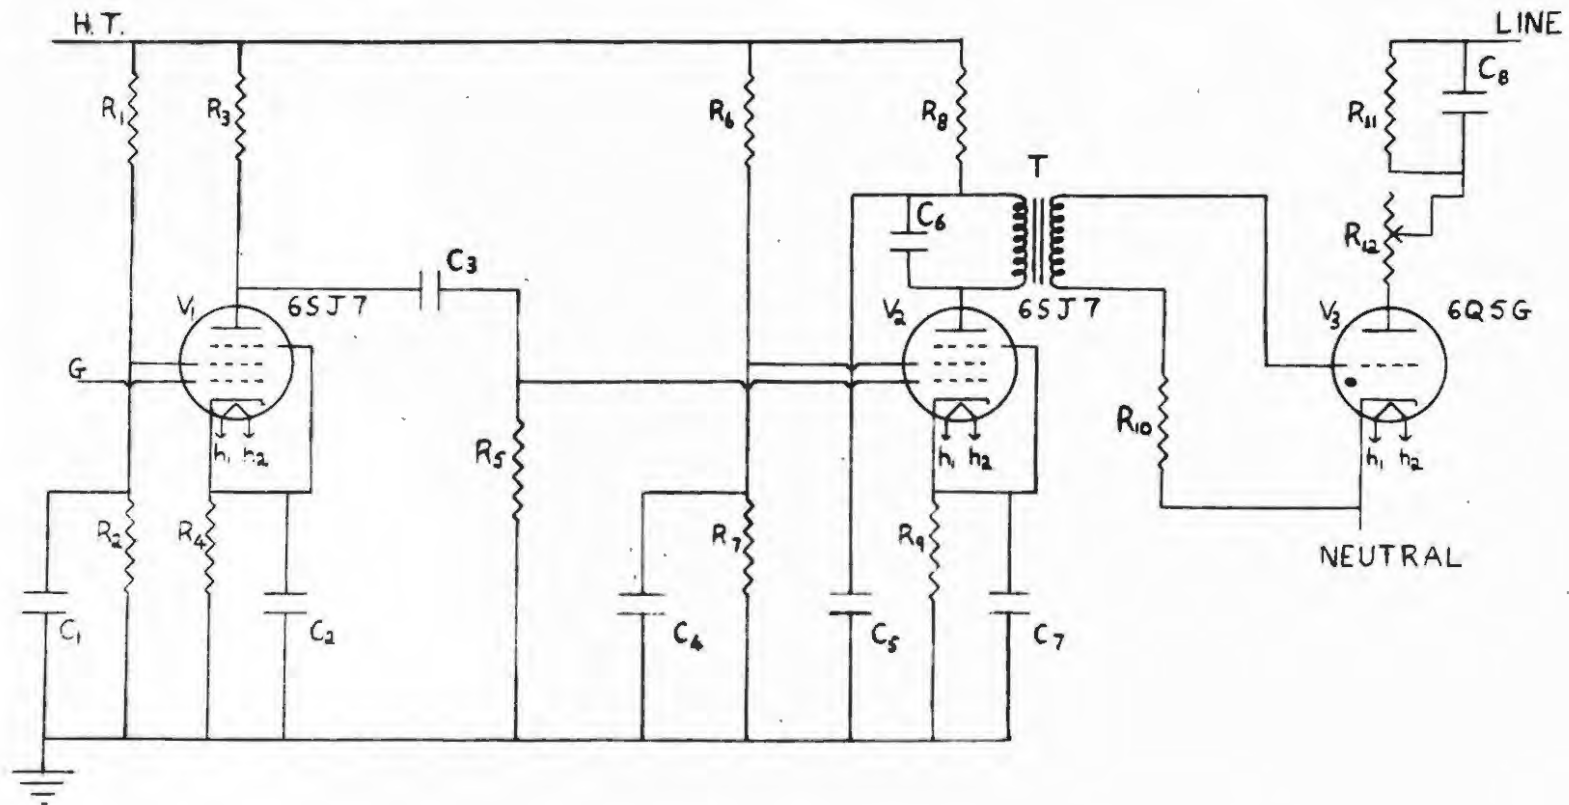 H.T.
LINE
R₁
R₃
R₆
R₈
R₁₁
C₈
T
C₆
R₁₂
C₃
V₁
6SJ7
V₂
6SJ7
V₃
6Q5G
G
R₁₀
h₁ h₂
h₁ h₂
h₁ h₂
R₅
R₂
R₄
R₇
R₉
NEUTRAL
C₁
C₂
C₄
C₅
C₇